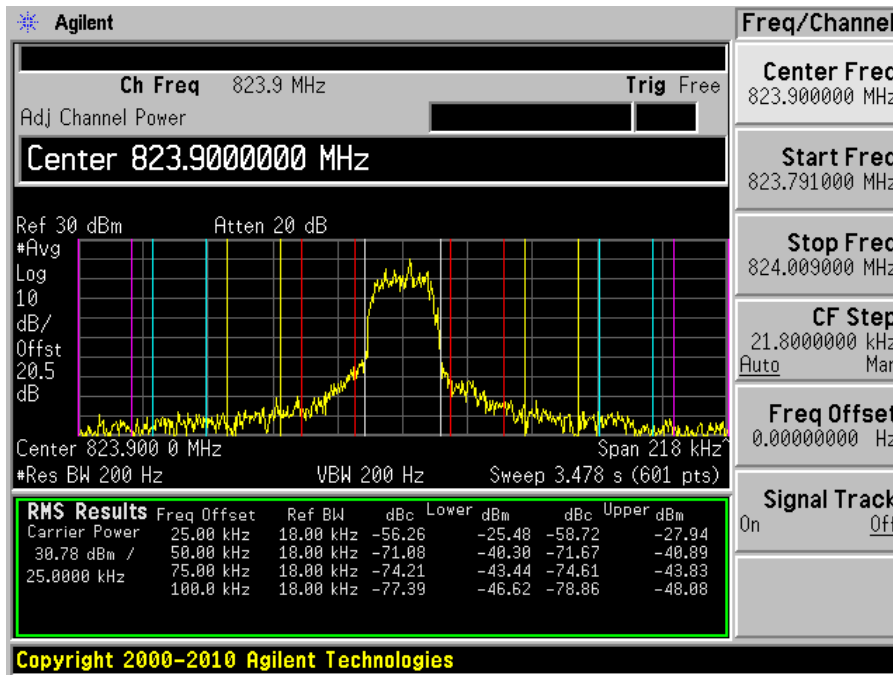 Agilent
Freq/Channel
Ch Freq 823.9 MHz Trig Free
Adj Channel Power
Center 823.9000000 MHz
Ref 30 dBm Atten 20 dB
#Avg
Log
10
dB/
Offst
20.5
dB
Center 823.900 0 MHz Span 218 kHz^
#Res BW 200 Hz VBW 200 Hz Sweep 3.478 s (601 pts)
RMS Results Freq Offset Ref BW dBc Lower dBm dBc Upper dBm
Carrier Power 25.00 kHz 18.00 kHz -56.26 -25.48 -58.72 -27.94
30.78 dBm / 50.00 kHz 18.00 kHz -71.08 -40.30 -71.67 -40.89
25.0000 kHz 75.00 kHz 18.00 kHz -74.21 -43.44 -74.61 -43.83
100.0 kHz 18.00 kHz -77.39 -46.62 -78.86 -48.08
Center Freq
823.900000 MHz
Start Freq
823.791000 MHz
Stop Freq
824.009000 MHz
CF Step
21.8000000 kHz
Auto Man
Freq Offset
0.00000000 Hz
Signal Track
On Off
Copyright 2000-2010 Agilent Technologies